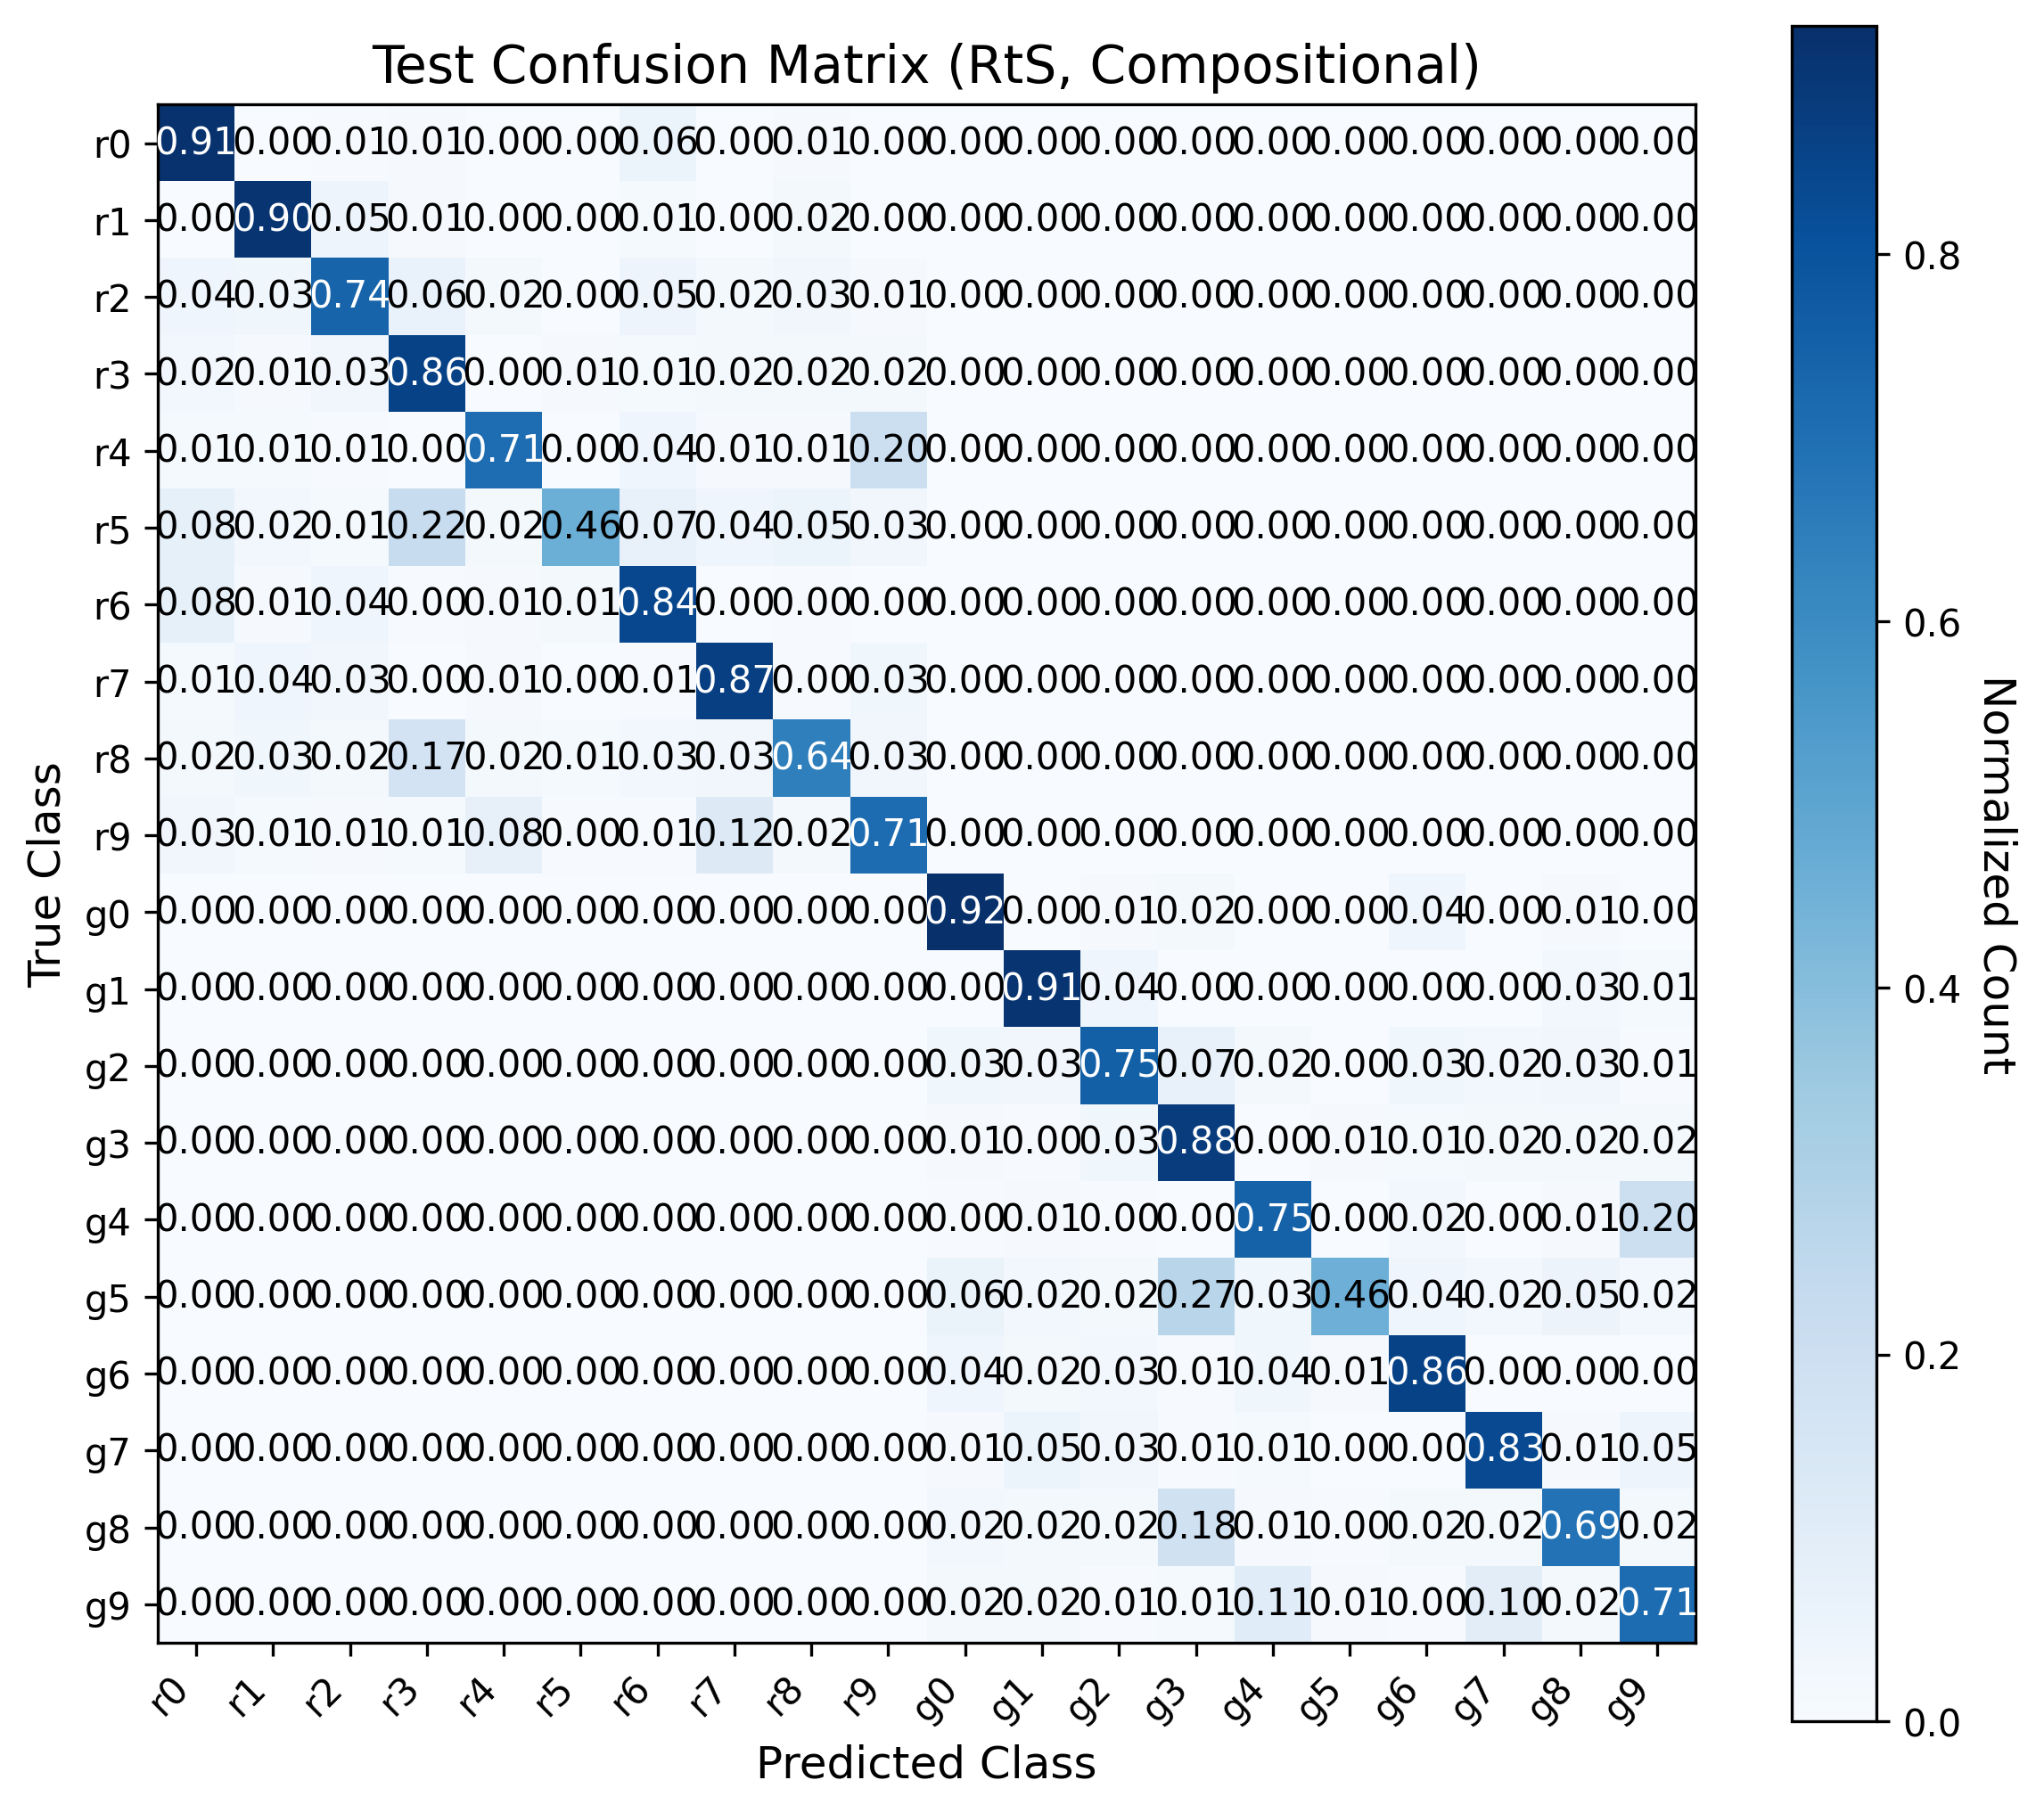 Test Confusion Matrix (RtS, Compositional)
r0 0.91 0.00 0.01 0.01 0.00 0.00 0.06 0.00 0.01 0.00 0.00 0.00 0.00 0.00 0.00 0.00 0.00 0.00 0.00 0.00
r1 0.00 0.90 0.05 0.01 0.00 0.00 0.01 0.00 0.02 0.00 0.00 0.00 0.00 0.00 0.00 0.00 0.00 0.00 0.00 0.00
r2 0.04 0.03 0.74 0.06 0.02 0.00 0.05 0.02 0.03 0.01 0.00 0.00 0.00 0.00 0.00 0.00 0.00 0.00 0.00 0.00
r3 0.02 0.01 0.03 0.86 0.00 0.01 0.01 0.02 0.02 0.02 0.00 0.00 0.00 0.00 0.00 0.00 0.00 0.00 0.00 0.00
r4 0.01 0.01 0.01 0.00 0.71 0.00 0.04 0.01 0.01 0.20 0.00 0.00 0.00 0.00 0.00 0.00 0.00 0.00 0.00 0.00
r5 0.08 0.02 0.01 0.22 0.02 0.46 0.07 0.04 0.05 0.03 0.00 0.00 0.00 0.00 0.00 0.00 0.00 0.00 0.00 0.00
r6 0.08 0.01 0.04 0.00 0.01 0.01 0.84 0.00 0.00 0.00 0.00 0.00 0.00 0.00 0.00 0.00 0.00 0.00 0.00 0.00
r7 0.01 0.04 0.03 0.00 0.01 0.00 0.01 0.87 0.00 0.03 0.00 0.00 0.00 0.00 0.00 0.00 0.00 0.00 0.00 0.00
r8 0.02 0.03 0.02 0.17 0.02 0.01 0.03 0.03 0.64 0.03 0.00 0.00 0.00 0.00 0.00 0.00 0.00 0.00 0.00 0.00
r9 0.03 0.01 0.01 0.01 0.08 0.00 0.01 0.12 0.02 0.71 0.00 0.00 0.00 0.00 0.00 0.00 0.00 0.00 0.00 0.00
g0 0.00 0.00 0.00 0.00 0.00 0.00 0.00 0.00 0.00 0.00 0.92 0.00 0.01 0.02 0.00 0.00 0.04 0.00 0.01 0.00
g1 0.00 0.00 0.00 0.00 0.00 0.00 0.00 0.00 0.00 0.00 0.00 0.91 0.04 0.00 0.00 0.00 0.00 0.00 0.03 0.01
g2 0.00 0.00 0.00 0.00 0.00 0.00 0.00 0.00 0.00 0.00 0.03 0.03 0.75 0.07 0.02 0.00 0.03 0.02 0.03 0.01
g3 0.00 0.00 0.00 0.00 0.00 0.00 0.00 0.00 0.00 0.00 0.01 0.00 0.03 0.88 0.00 0.01 0.01 0.02 0.02 0.02
g4 0.00 0.00 0.00 0.00 0.00 0.00 0.00 0.00 0.00 0.00 0.00 0.01 0.00 0.00 0.75 0.00 0.02 0.00 0.01 0.20
g5 0.00 0.00 0.00 0.00 0.00 0.00 0.00 0.00 0.00 0.00 0.06 0.02 0.02 0.27 0.03 0.46 0.04 0.02 0.05 0.02
g6 0.00 0.00 0.00 0.00 0.00 0.00 0.00 0.00 0.00 0.00 0.04 0.02 0.03 0.01 0.04 0.01 0.86 0.00 0.00 0.00
g7 0.00 0.00 0.00 0.00 0.00 0.00 0.00 0.00 0.00 0.00 0.01 0.05 0.03 0.01 0.01 0.00 0.00 0.83 0.01 0.05
g8 0.00 0.00 0.00 0.00 0.00 0.00 0.00 0.00 0.00 0.00 0.02 0.02 0.02 0.18 0.01 0.00 0.02 0.02 0.69 0.02
g9 0.00 0.00 0.00 0.00 0.00 0.00 0.00 0.00 0.00 0.00 0.02 0.02 0.01 0.01 0.11 0.01 0.00 0.10 0.02 0.71
r0 r1 r2 r3 r4 r5 r6 r7 r8 r9 g0 g1 g2 g3 g4 g5 g6 g7 g8 g9
Predicted Class
True Class
0.8
0.6
0.4
0.2
0.0
Normalized Count